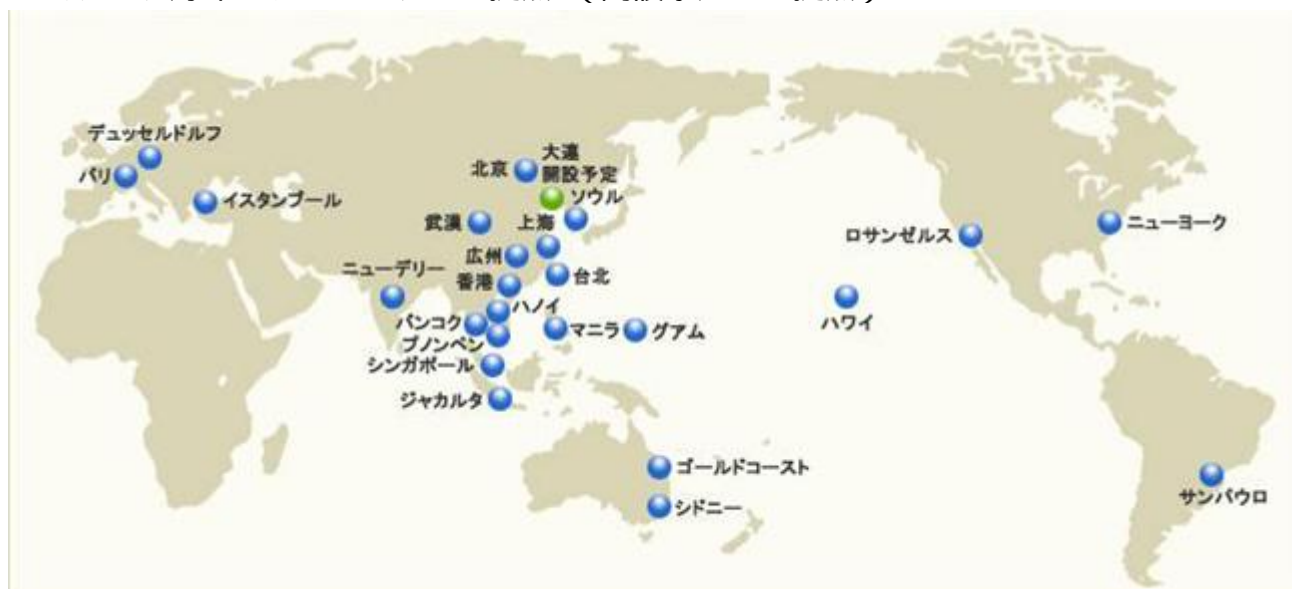 デュッセルドルフ
パリ
イスタンブール
北京
大連
開設予定
ソウル
武漢
上海
広州
台北
ニューデリー
香港
ハノイ
バンコク
プノンペン
マニラ
グアム
シンガポール
ジャカルタ
ロサンゼルス
ニューヨーク
ハワイ
ゴールドコースト
シドニー
サンパウロ